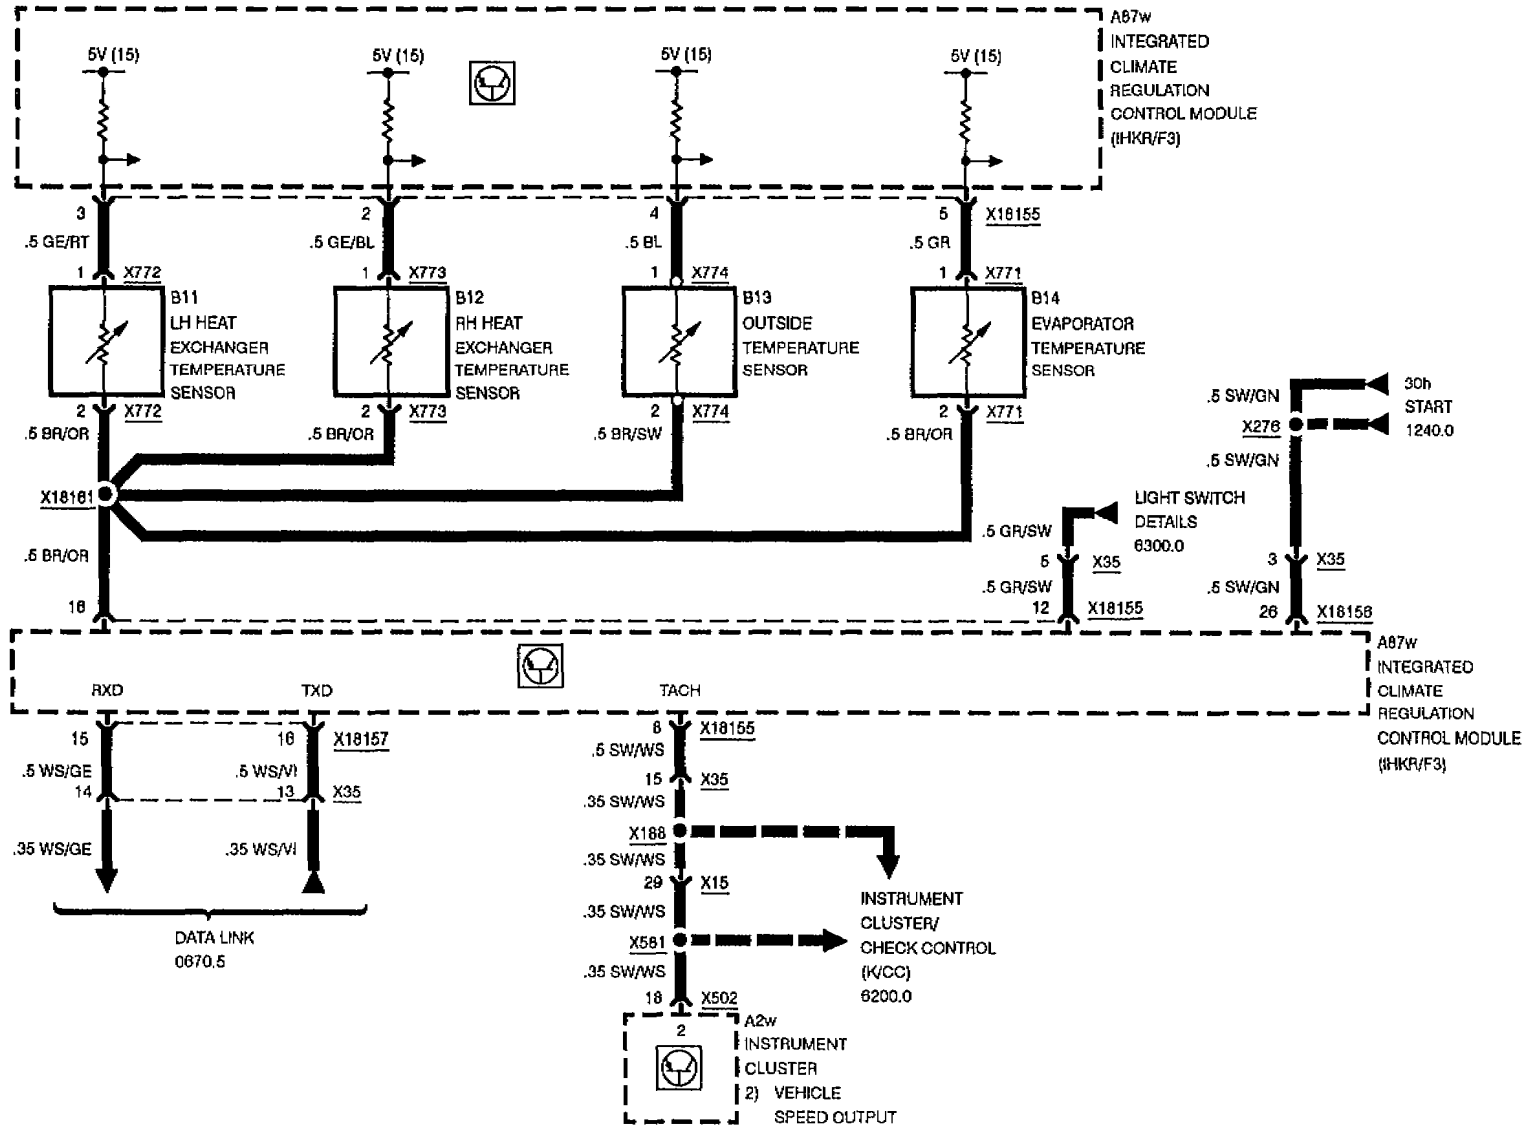 A87w
INTEGRATED
CLIMATE
REGULATION
CONTROL MODULE
(IHKR/F3)
5V (15) 5V (15) 5V (15) 5V (15)
3 2 4 5 X18155
.5 GE/RT .5 GE/BL .5 BL .5 GR
1 X772 1 X773 1 X774 1 X771
B11
LH HEAT
EXCHANGER
TEMPERATURE
SENSOR
B12
RH HEAT
EXCHANGER
TEMPERATURE
SENSOR
B13
OUTSIDE
TEMPERATURE
SENSOR
B14
EVAPORATOR
TEMPERATURE
SENSOR
2 X772 2 X773 2 X774 2 X771
.5 BR/OR .5 BR/OR .5 BR/SW .5 BR/OR
.5 SW/GN
30h
START
1240.0
X276
.5 SW/GN
X18161
.5 BR/OR
LIGHT SWITCH
DETAILS
6300.0
.5 GR/SW
5 X35 3 X35
.5 GR/SW .5 SW/GN
16 12 X18155 26 X18156
A87w
INTEGRATED
CLIMATE
REGULATION
CONTROL MODULE
(IHKR/F3)
RXD TXD TACH
15 16 X18157 8 X18155
.5 WS/GE .5 WS/VI .5 SW/WS
14 13 X35 15 X35
.35 SW/WS
X188
.35 WS/GE .35 WS/VI .35 SW/WS
29 X15
.35 SW/WS
DATA LINK
0670.5
INSTRUMENT
CLUSTER/
CHECK CONTROL
(K/CC)
6200.0
X581
.35 SW/WS
18 X502
2
A2w
INSTRUMENT
CLUSTER
2) VEHICLE
SPEED OUTPUT